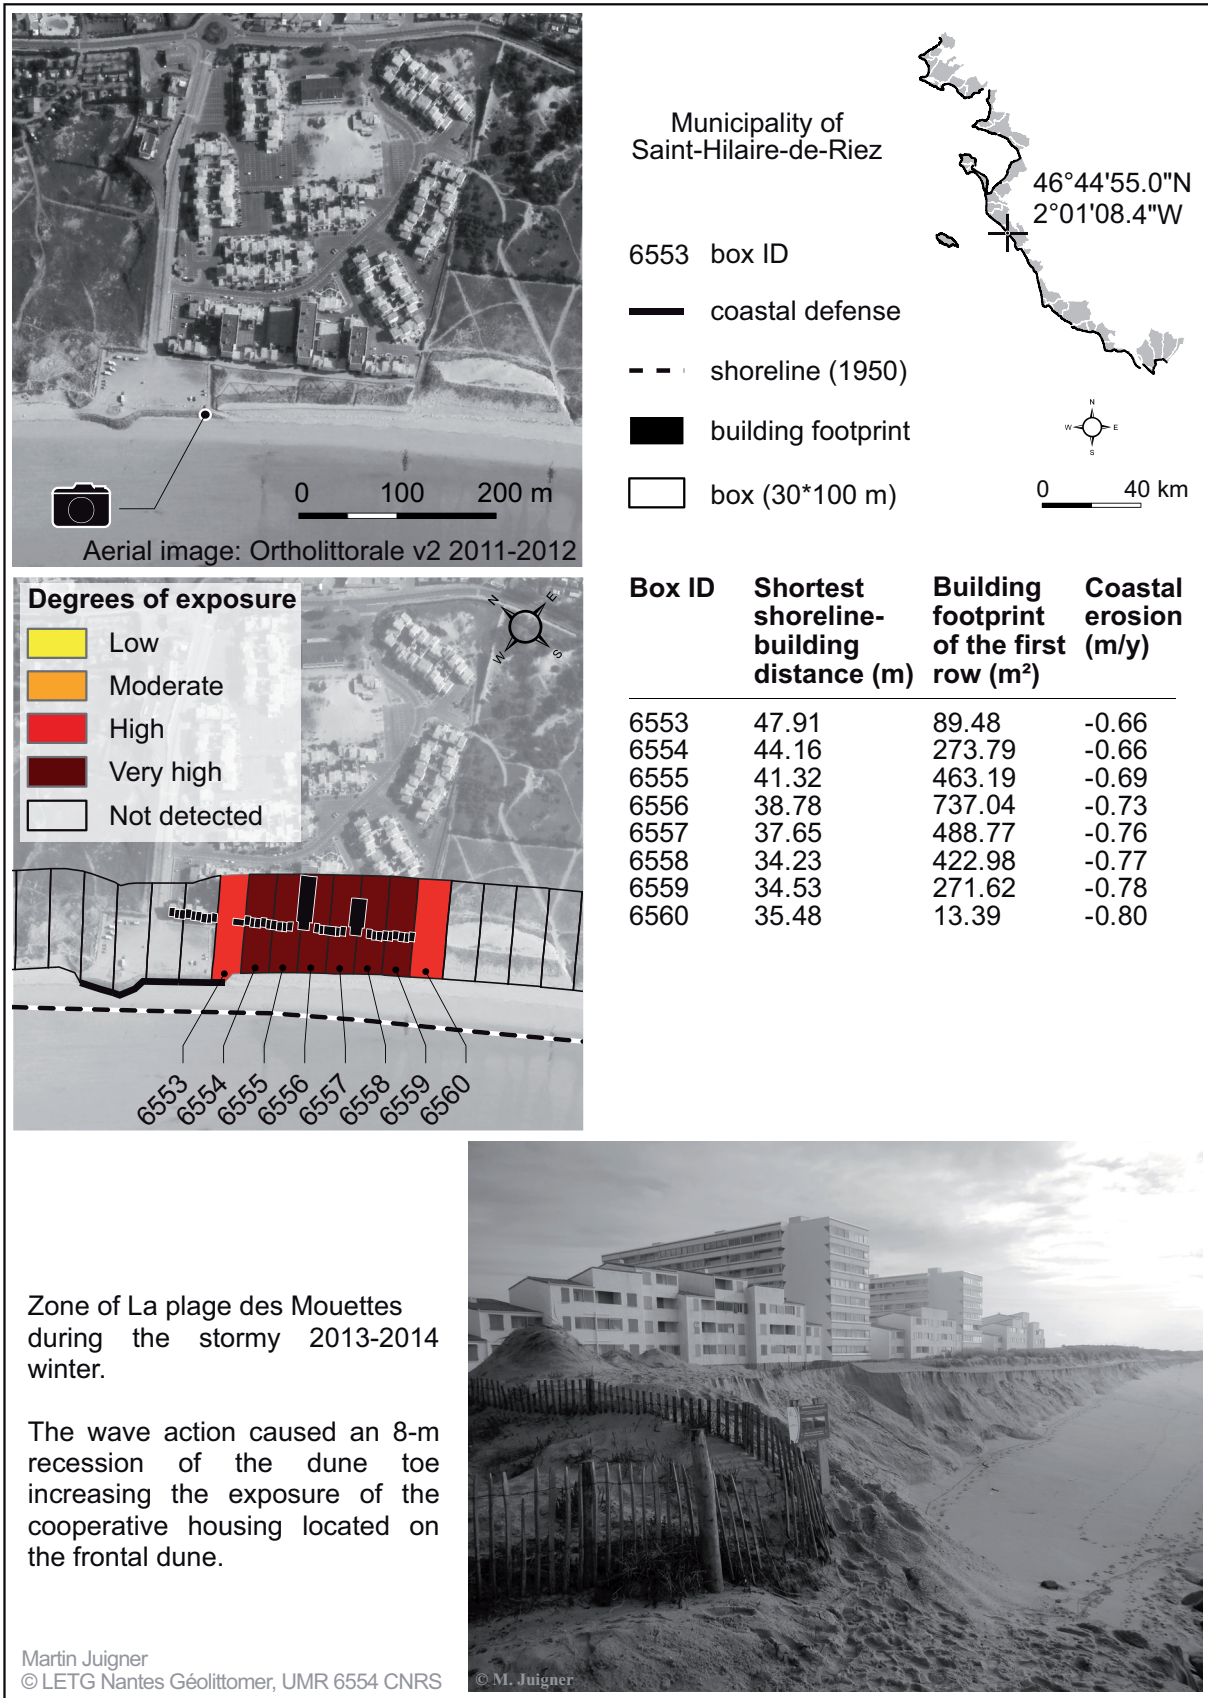 Municipality of
Saint-Hilaire-de-Riez
46°44'55.0"N
2°01'08.4"W
6553 box ID
coastal defense
shoreline (1950)
building footprint
box (30*100 m)
N
W E
S
0 40 km
0 100 200 m
Aerial image: Ortholittorale v2 2011-2012
Degrees of exposure
Low
Moderate
High
Very high
Not detected
N E
W S
6553 6554 6555 6556 6557 6558 6559 6560
Box ID Shortest Building Coastal
shoreline- footprint erosion
building of the first (m/y)
distance (m) row (m²)
6553 47.91 89.48 -0.66
6554 44.16 273.79 -0.66
6555 41.32 463.19 -0.69
6556 38.78 737.04 -0.73
6557 37.65 488.77 -0.76
6558 34.23 422.98 -0.77
6559 34.53 271.62 -0.78
6560 35.48 13.39 -0.80
Zone of La plage des Mouettes
during the stormy 2013-2014
winter.
The wave action caused an 8-m
recession of the dune toe
increasing the exposure of the
cooperative housing located on
the frontal dune.
Martin Juigner
© LETG Nantes Géolittomer, UMR 6554 CNRS
© M. Juigner